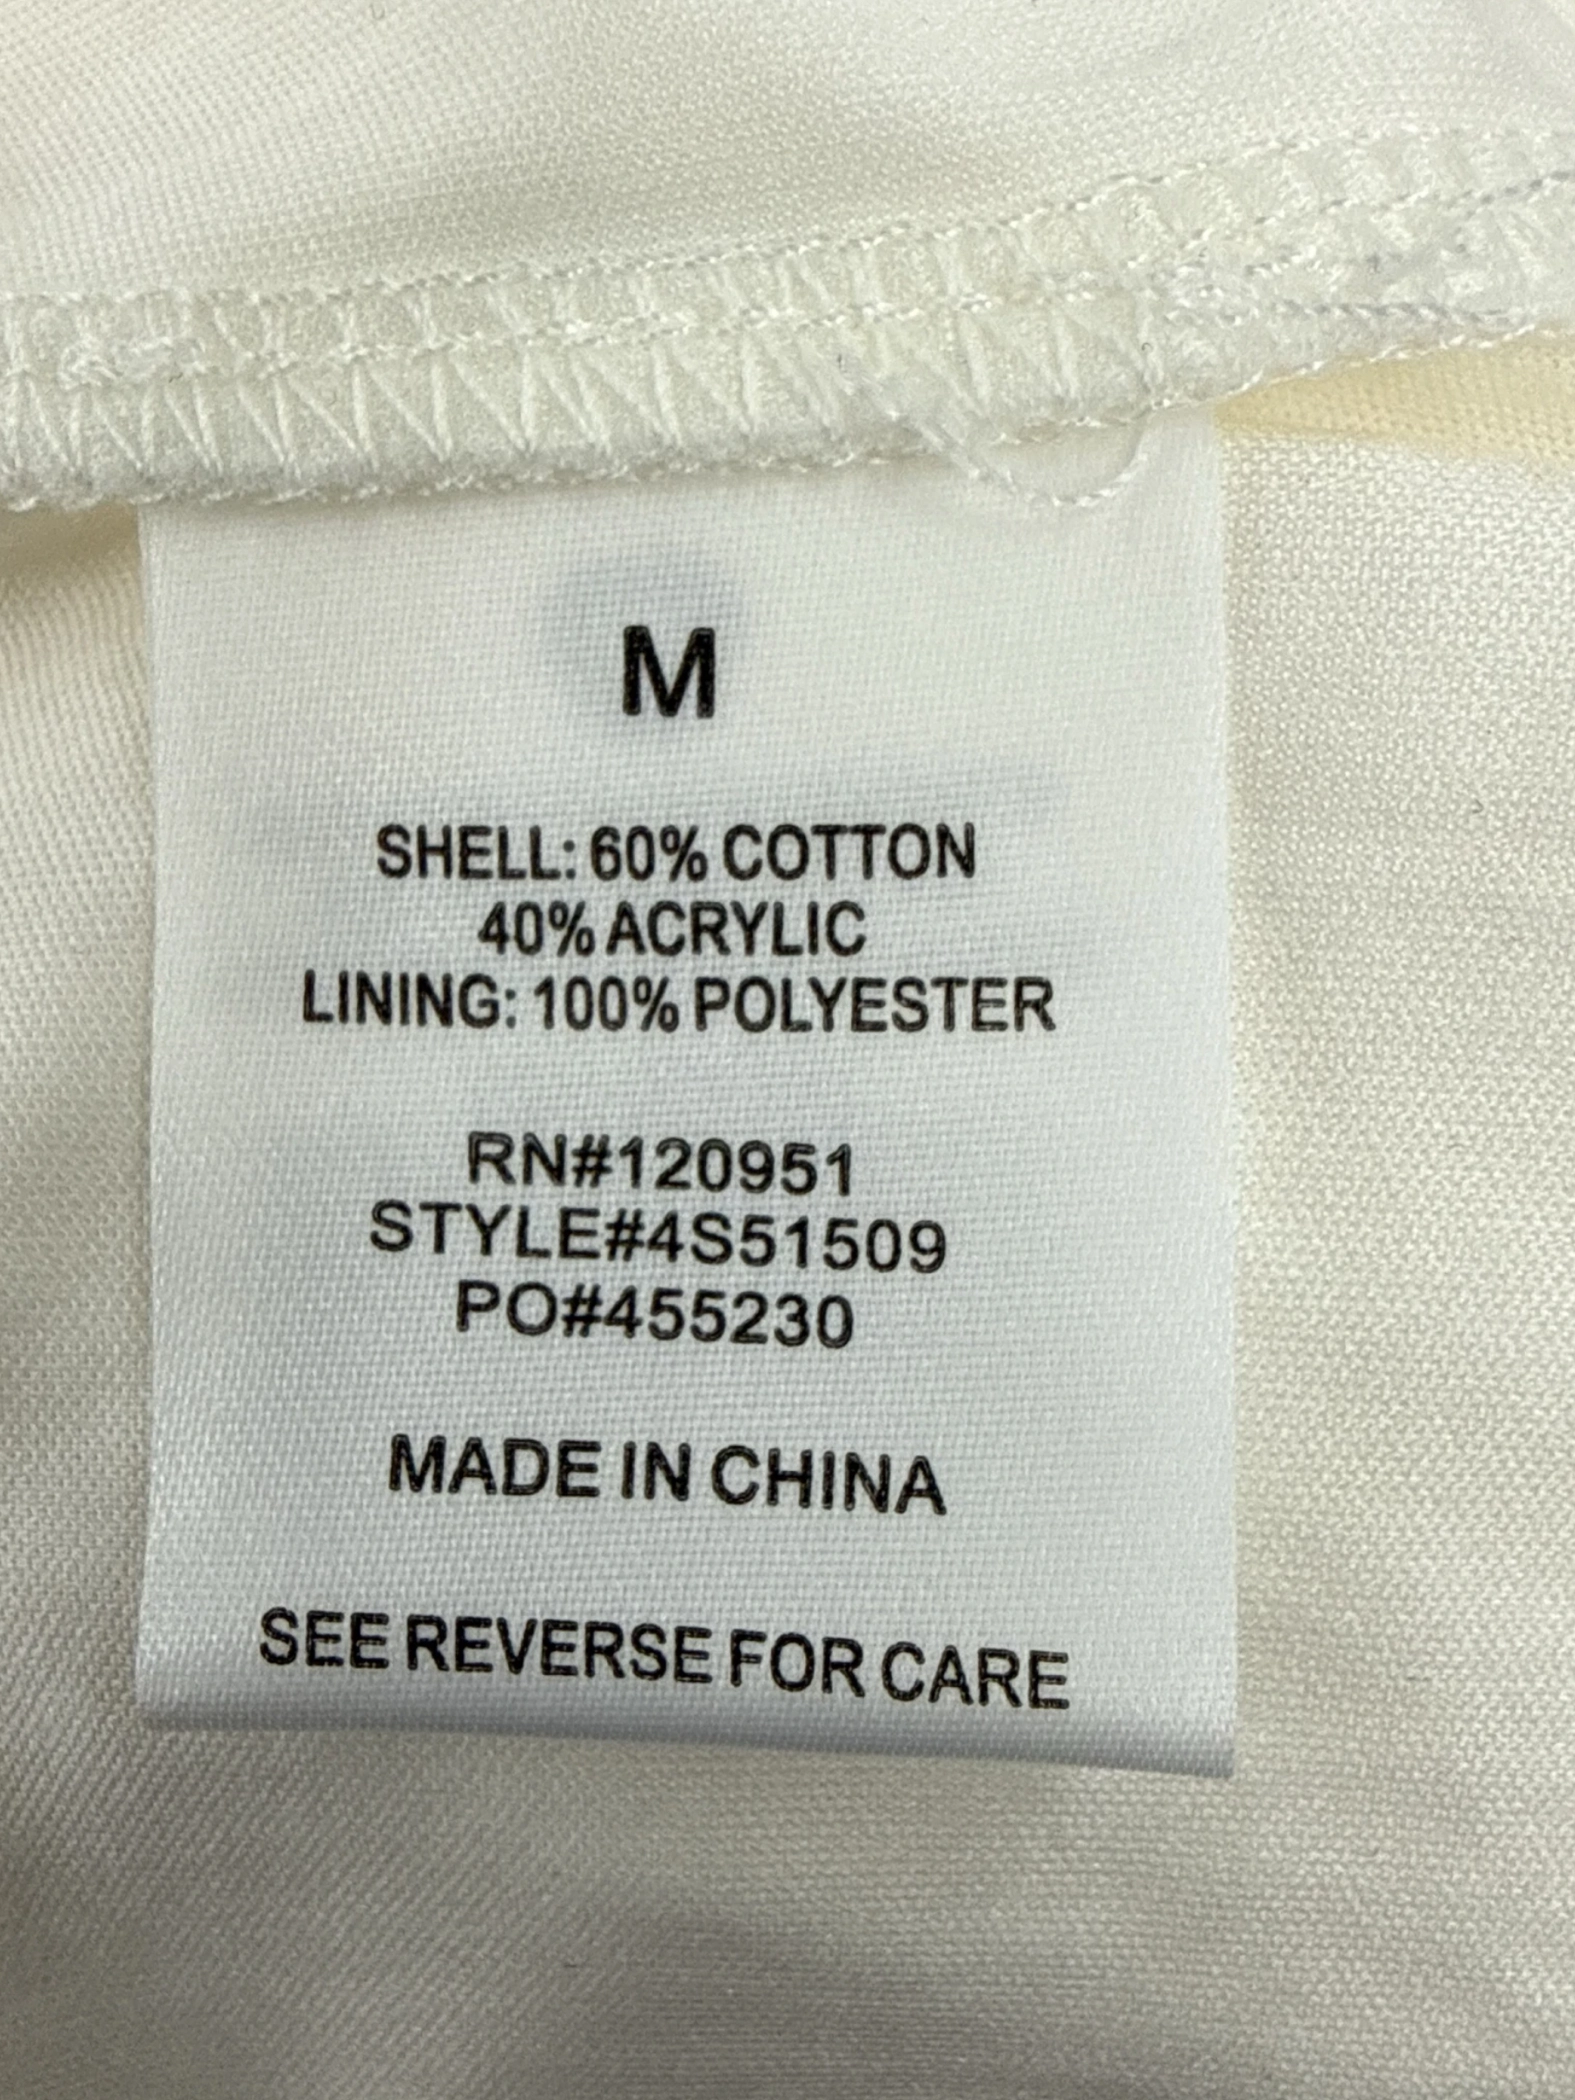 M
SHELL: 60% COTTON
40% ACRYLIC
LINING: 100% POLYESTER
RN#120951
STYLE#4S51509
PO#455230
MADE IN CHINA
SEE REVERSE FOR CARE